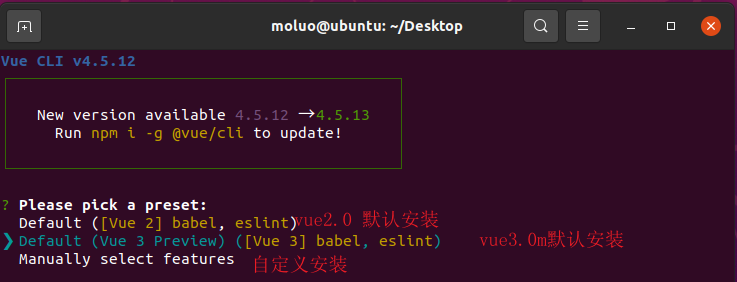 moluo@ubuntu: ~/Desktop
Vue CLI v4.5.12
New version available 4.5.12 →4.5.13
Run npm i -g @vue/cli to update!
? Please pick a preset:
Default ([Vue 2] babel, eslint) vue2.0 默认安装
❯ Default (Vue 3 Preview) ([Vue 3] babel, eslint) vue3.0m默认安装
Manually select features 自定义安装